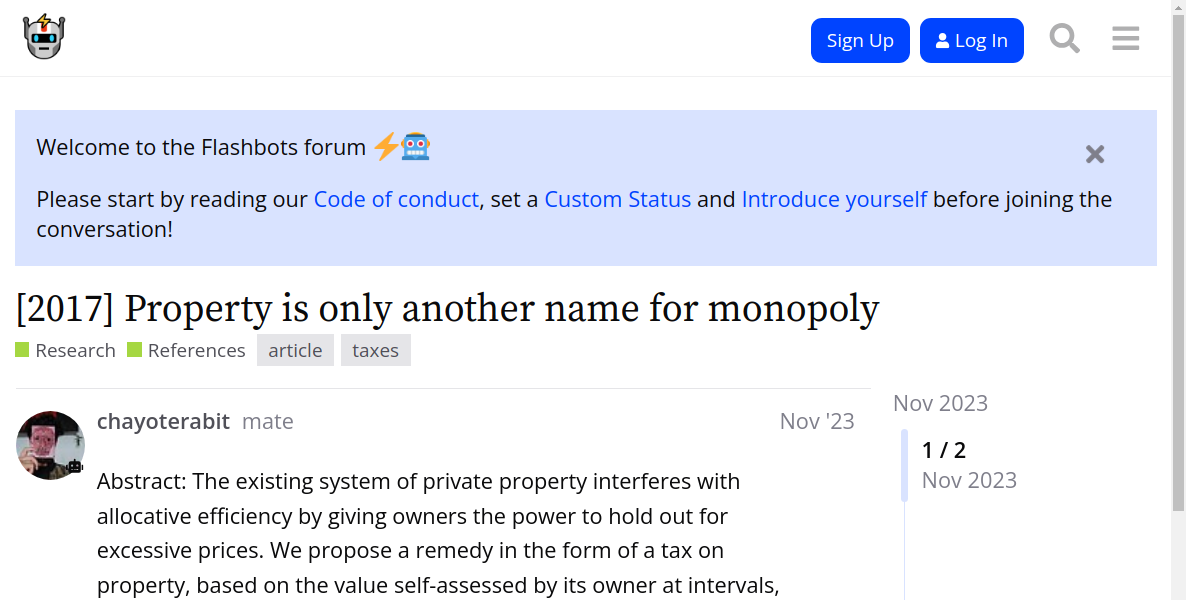 Sign Up
Log In
Welcome to the Flashbots forum
Please start by reading our Code of conduct, set a Custom Status and Introduce yourself before joining the
conversation!
[2017] Property is only another name for monopoly
Research References article taxes
chayoterabit mate Nov '23
Nov 2023
1 / 2
Nov 2023
Abstract: The existing system of private property interferes with
allocative efficiency by giving owners the power to hold out for
excessive prices. We propose a remedy in the form of a tax on
property, based on the value self-assessed by its owner at intervals,